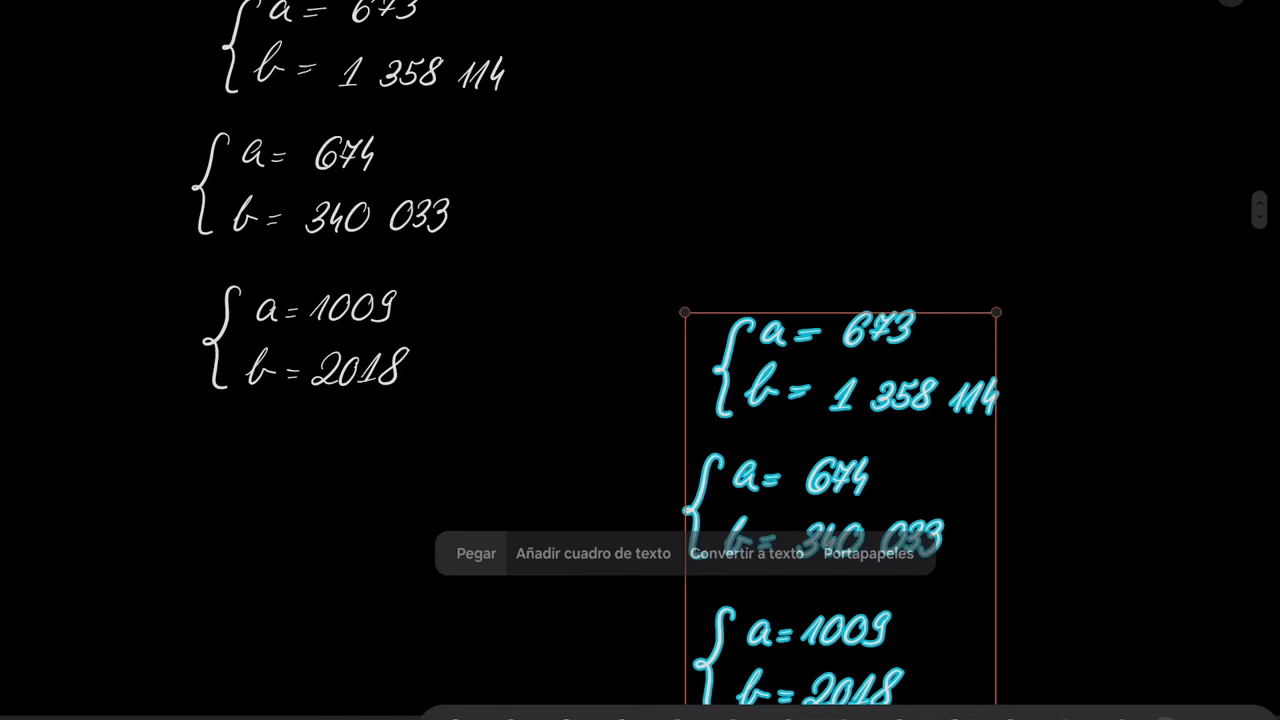 a = 673
b = 1 358 114
a = 674
b = 340 033
a = 1009
b = 2018
a = 673
b = 1 358 114
a = 674
b = 340 033
Pegar Añadir cuadro de texto Convertir a texto Portapapeles
a = 1009
b = 2018